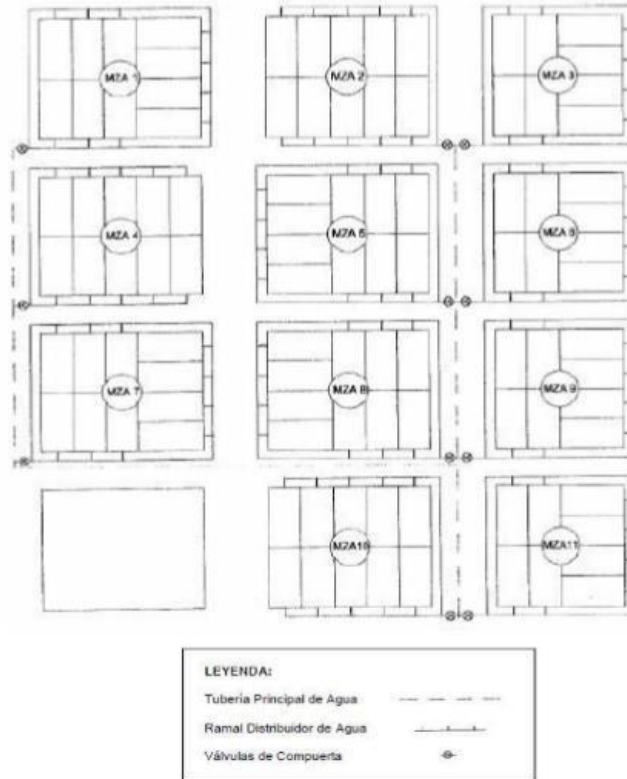 MZA 1
MZA 2
MZA 3
MZA 4
MZA 5
MZA 6
MZA 7
MZA 8
MZA 9
MZA10
MZA11
LEYENDA:
Tubería Principal de Agua
Ramal Distribuidor de Agua
Válvulas de Compuerta